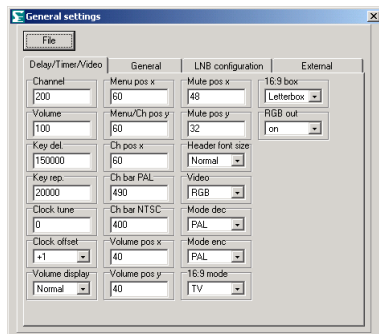 General settings
File
Delay/Timer/Video
General
LNB configuration
External
Channel
200
Menu pos x
60
Mute pos x
48
16:9 box
Letterbox
Volume
100
Menu/Ch pos y
60
Mute pos y
32
RGB out
on
Key del.
150000
Ch pos x
60
Header font size
Normal
Key rep.
20000
Ch bar PAL
490
Video
RGB
Clock tune
0
Ch bar NTSC
400
Mode dec
PAL
Clock offset
+1
Volume pos x
40
Mode enc
PAL
Volume display
Normal
Volume pos y
40
16:9 mode
TV